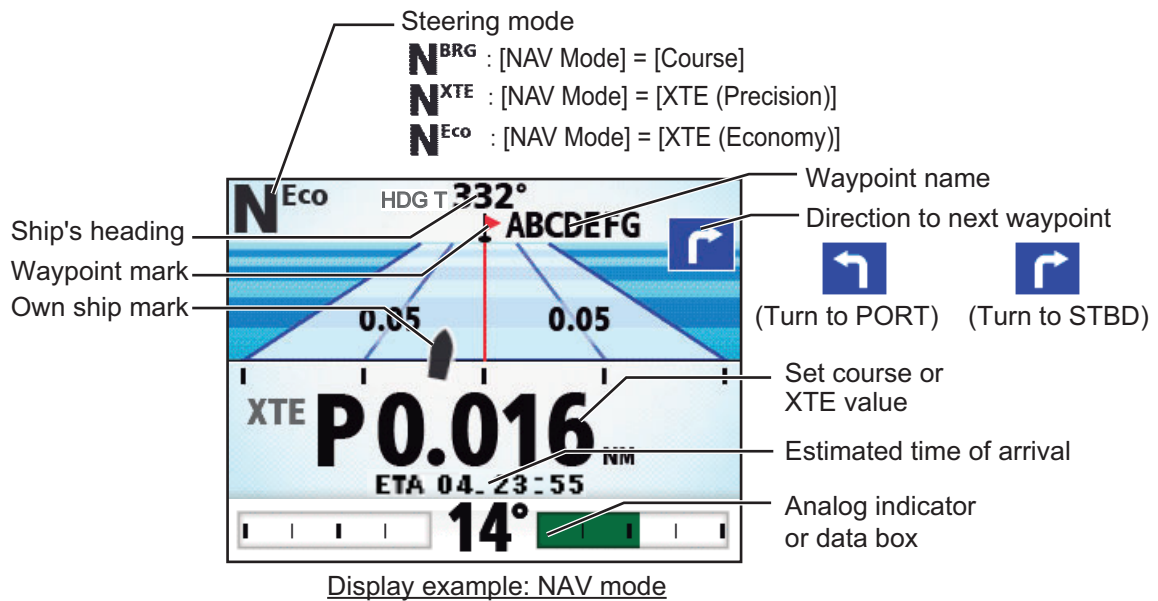 Steering mode
N BRG : [NAV Mode] = [Course]
N XTE : [NAV Mode] = [XTE (Precision)]
N Eco : [NAV Mode] = [XTE (Economy)]
Waypoint name
Direction to next waypoint
(Turn to PORT) (Turn to STBD)
Ship's heading
Waypoint mark
Own ship mark
N Eco
HDG T 332°
ABCDEFG
0.05 0.05
XTE P0.016 NM
ETA 04_23:55
14°
Set course or
XTE value
Estimated time of arrival
Analog indicator
or data box
Display example: NAV mode